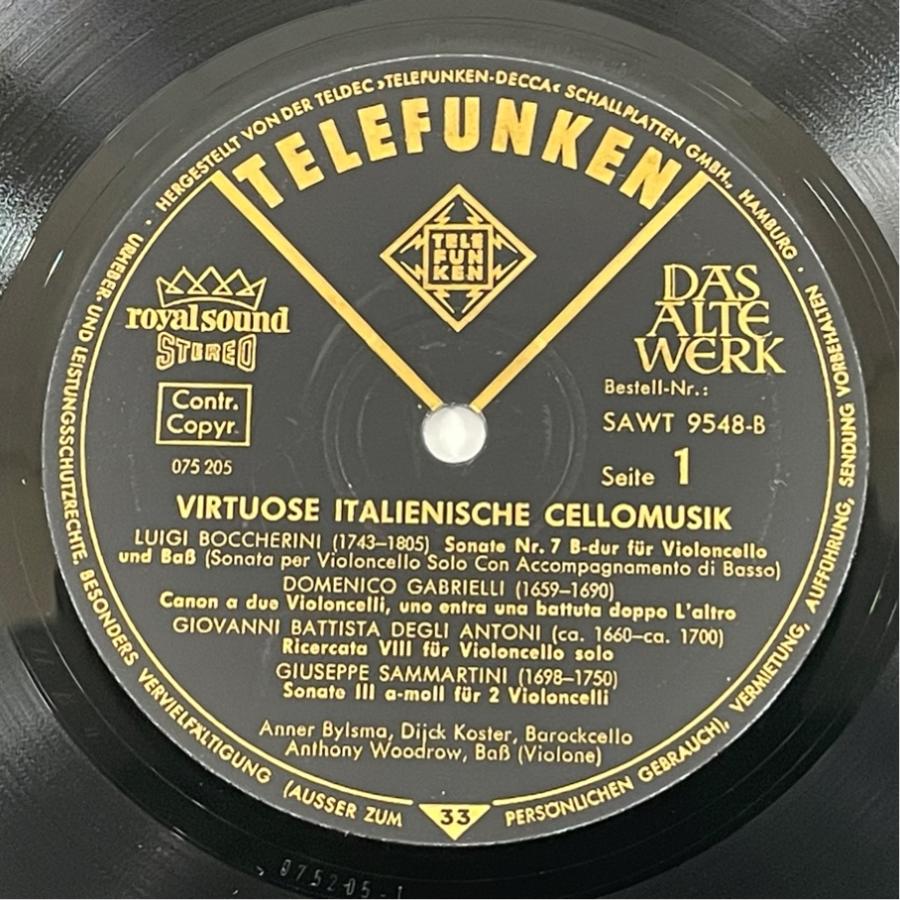 HERGESTELLT VON DER TELDEC ›TELEFUNKEN-DECCA‹ SCHALLPLATTEN GMBH., HAMBURG ·
TELEFUNKEN
TELE
FUN
KEN
royal sound
STEREO
DAS
ALTE
WERK
Contr.
Copyr.
Bestell-Nr.:
SAWT 9548-B
075 205
Seite 1
VIRTUOSE ITALIENISCHE CELLOMUSIK
LUIGI BOCCHERINI (1743–1805) Sonate Nr. 7 B-dur für Violoncello
und Baß (Sonata per Violoncello Solo Con Accompagnamento di Basso)
DOMENICO GABRIELLI (1659–1690)
Canon a due Violoncelli, uno entra una battuta doppo L'altro
GIOVANNI BATTISTA DEGLI ANTONI (ca. 1660–ca. 1700)
Ricercata VIII für Violoncello solo
GIUSEPPE SAMMARTINI (1698–1750)
Sonate III a-moll für 2 Violoncelli
Anner Bylsma, Dijck Koster, Barockcello
Anthony Woodrow, Baß (Violone)
· URHEBER- UND LEISTUNGSSCHUTZRECHTE, BESONDERS VERVIELFÄLTIGUNG (AUSSER ZUM PERSÖNLICHEN GEBRAUCH), VERMIETUNG, AUFFÜHRUNG, SENDUNG VORBEHALTEN
33
075205-1